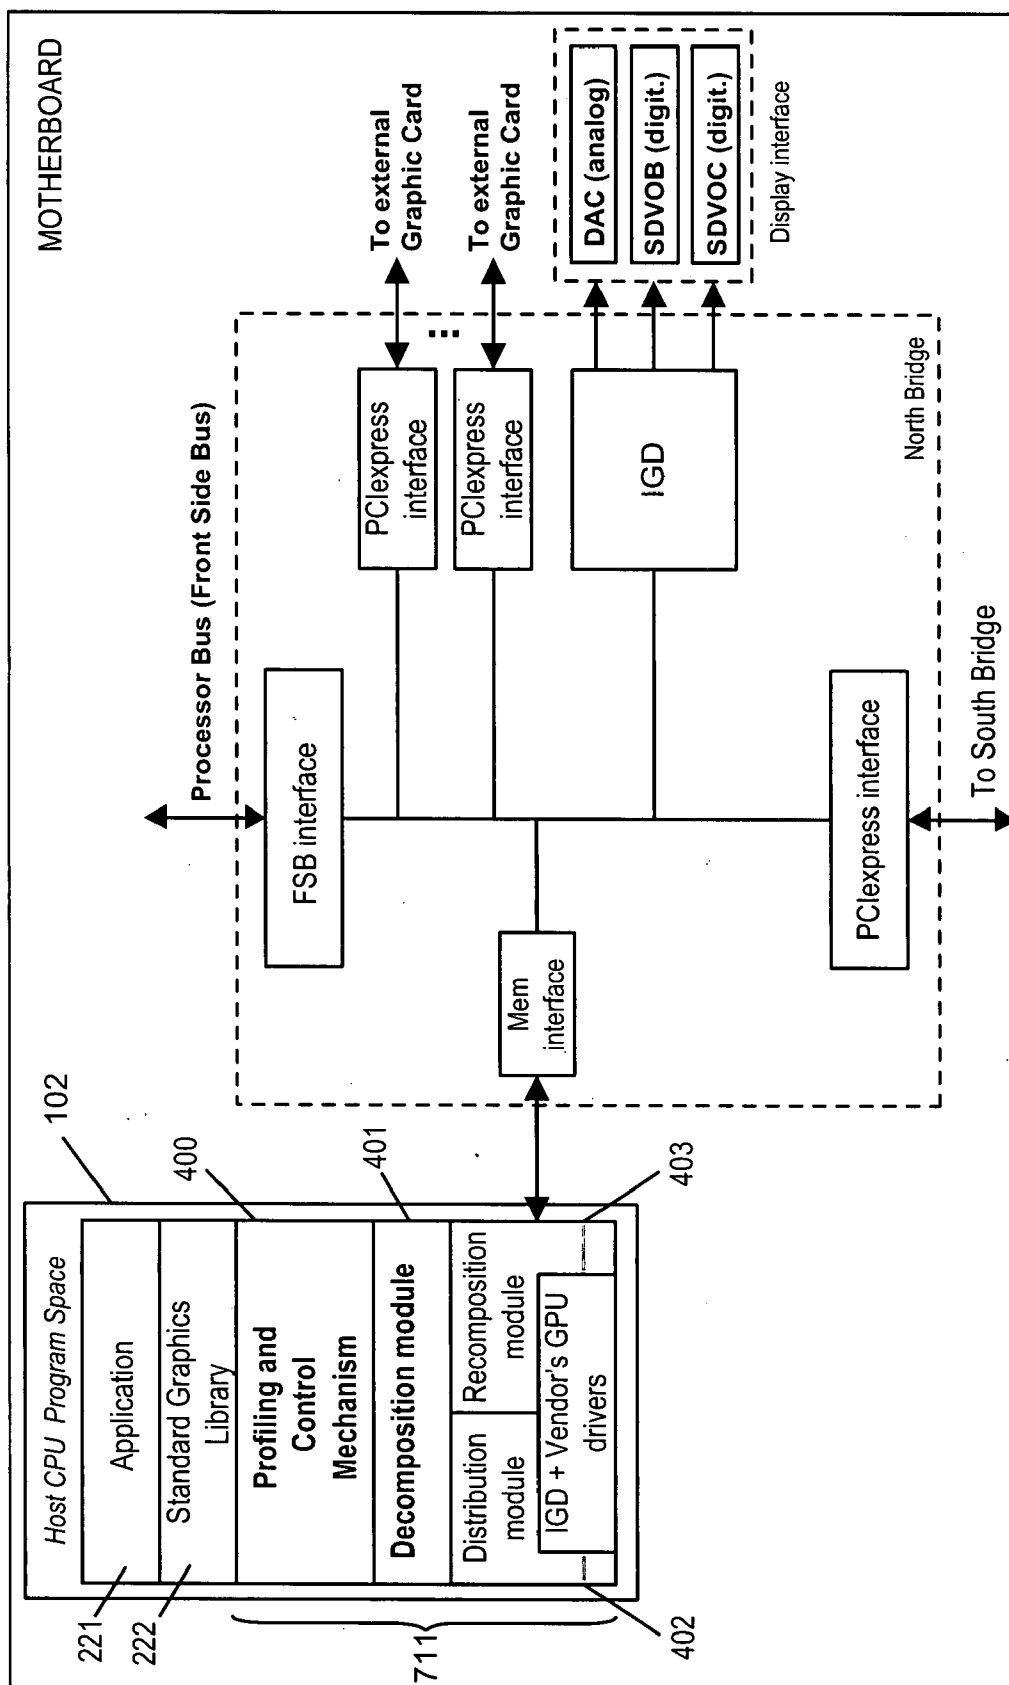 MOTHERBOARD
Host CPU Program Space
102
Application
221
Standard Graphics
Library
222
Profiling and
Control
Mechanism
400
Decomposition module
401
Distribution
module
Recomposition
module
IGD + Vendor's GPU
drivers
402
403
711
Processor Bus (Front Side Bus)
FSB interface
Mem
interface
PCIexpress
interface
To external
Graphic Card
...
PCIexpress
interface
To external
Graphic Card
IGD
DAC (analog)
SDVOB (digit.)
SDVOC (digit.)
Display interface
North Bridge
PCIexpress interface
To South Bridge